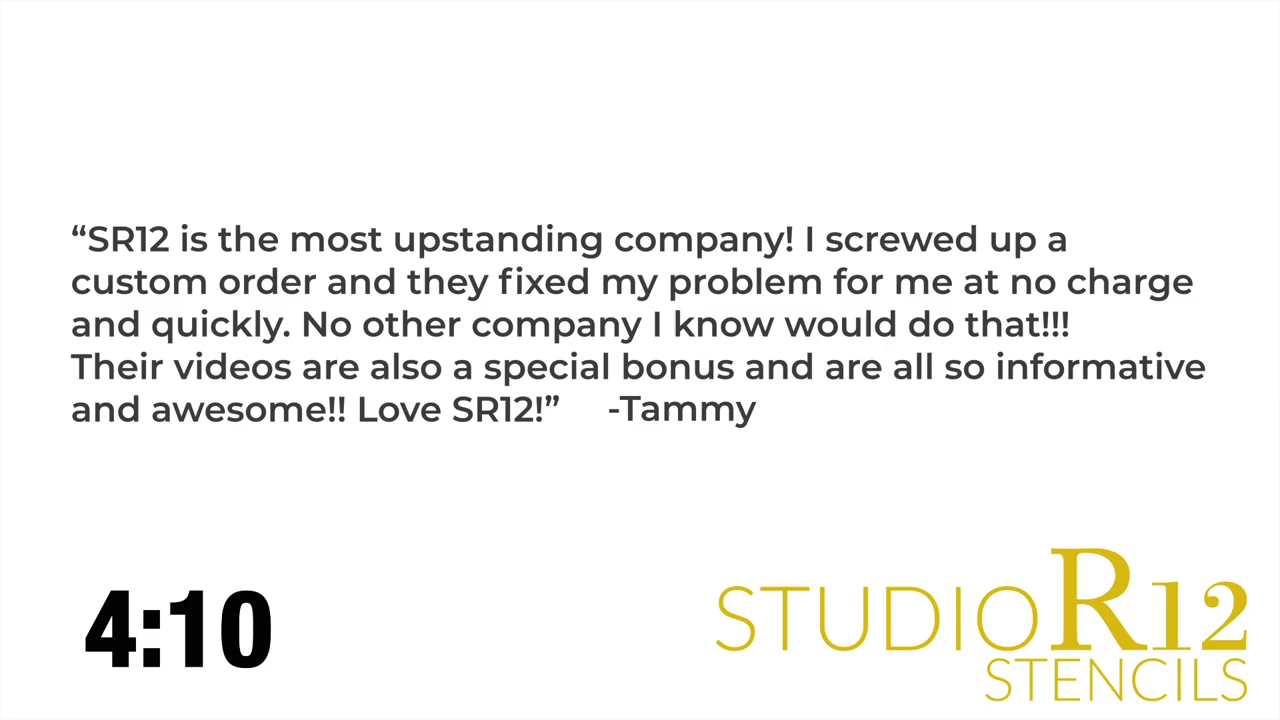 “SR12 is the most upstanding company! I screwed up a
custom order and they fixed my problem for me at no charge
and quickly. No other company I know would do that!!!
Their videos are also a special bonus and are all so informative
and awesome!! Love SR12!” -Tammy
4:10
STUDIO R12
STENCILS